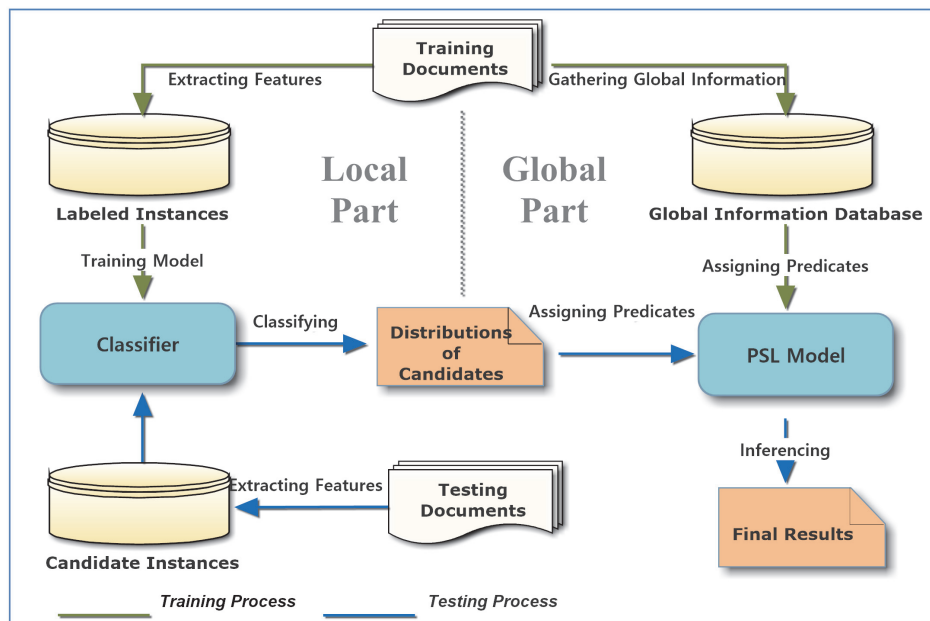 Training
Documents
Extracting Features
Gathering Global Information
Local
Part
Global
Part
Labeled Instances
Global Information Database
Training Model
Assigning Predicates
Classifier
Classifying
Distributions
of
Candidates
Assigning Predicates
PSL Model
Inferencing
Extracting Features
Testing
Documents
Final Results
Candidate Instances
Training Process
Testing Process